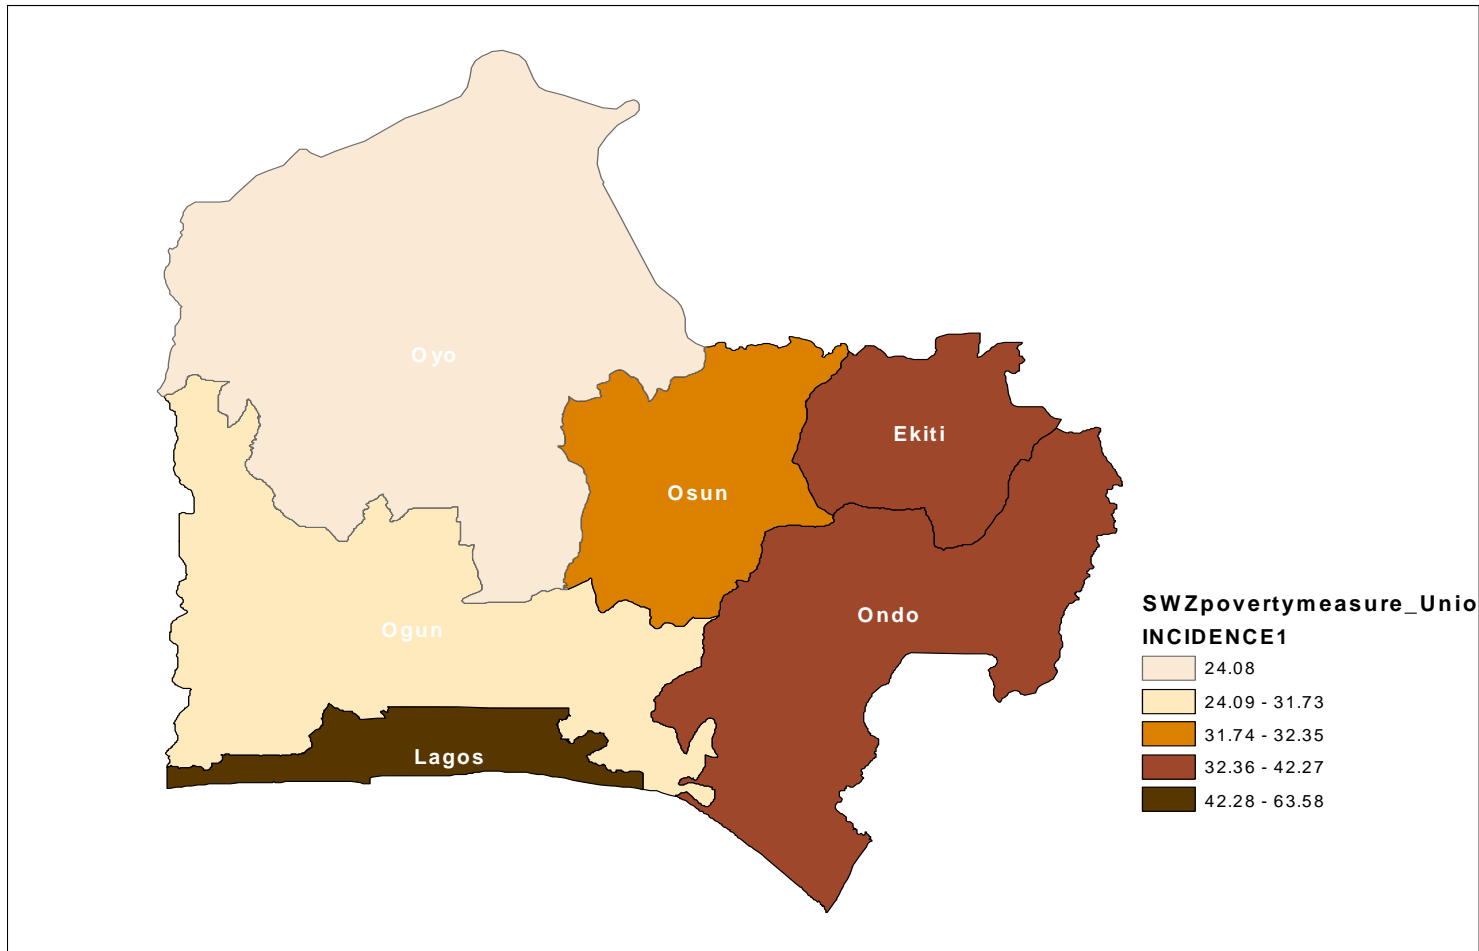 Oyo
Ekiti
Osun
Ondo
Ogun
Lagos
SWZpovertymeasure_Unio
INCIDENCE1
24.08
24.09 - 31.73
31.74 - 32.35
32.36 - 42.27
42.28 - 63.58